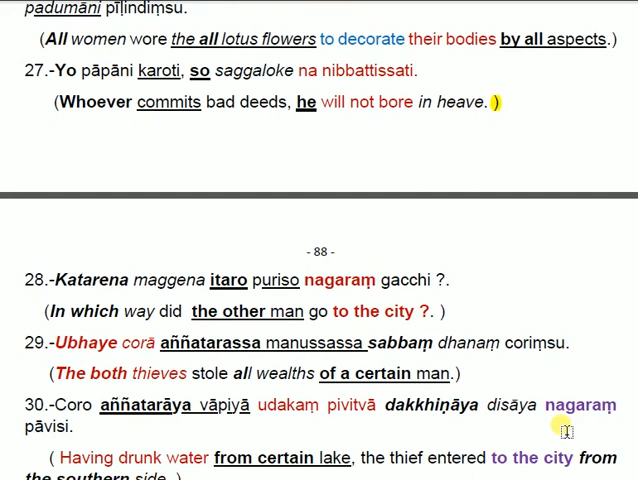 padumāni pīḷindiṃsu.
(All women wore the all lotus flowers to decorate their bodies by all aspects.)
27.-Yo pāpāni karoti, so saggaloke na nibbattissati.
(Whoever commits bad deeds, he will not bore in heave. )
- 88 -
28.-Katarena maggena itaro puriso nagaraṃ gacchi ?.
(In which way did the other man go to the city ?. )
29.-Ubhaye corā aññatarassa manussassa sabbaṃ dhanaṃ coriṃsu.
(The both thieves stole all wealths of a certain man.)
30.-Coro aññatarāya vāpiyā udakaṃ pivitvā dakkhiṇāya disāya nagaraṃ
pāvisi.
( Having drunk water from certain lake, the thief entered to the city from
the southern side. )